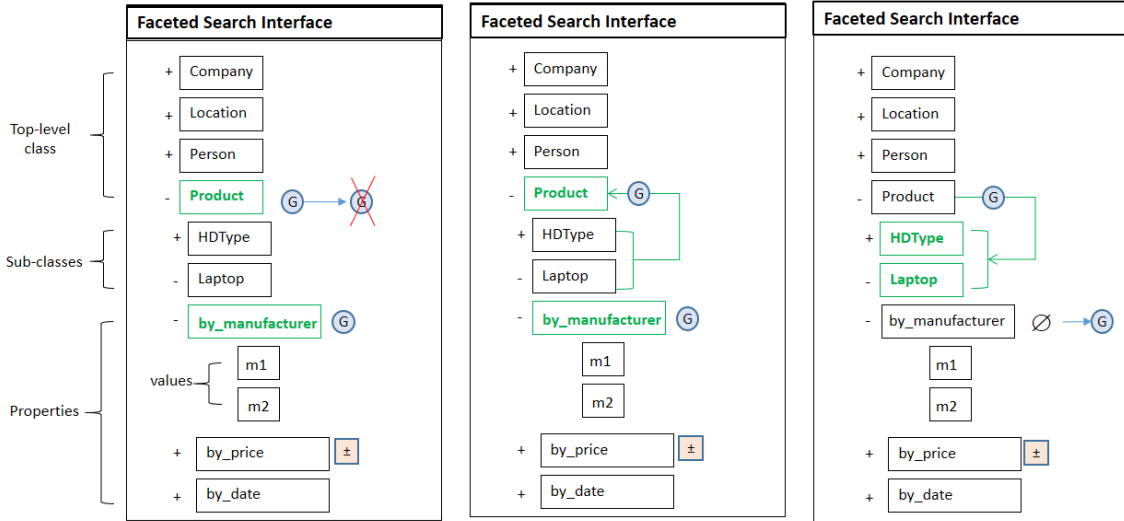 Faceted Search Interface
Top-level
class
+ Company
+ Location
+ Person
- Product G G
Sub-classes
+ HDType
- Laptop
Properties
- by_manufacturer G
values
m1
m2
+ by_price ±
+ by_date
Faceted Search Interface
+ Company
+ Location
+ Person
- Product G
+ HDType
- Laptop
- by_manufacturer G
m1
m2
+ by_price ±
+ by_date
Faceted Search Interface
+ Company
+ Location
+ Person
- Product G
+ HDType
- Laptop
- by_manufacturer ∅ G
m1
m2
+ by_price ±
+ by_date